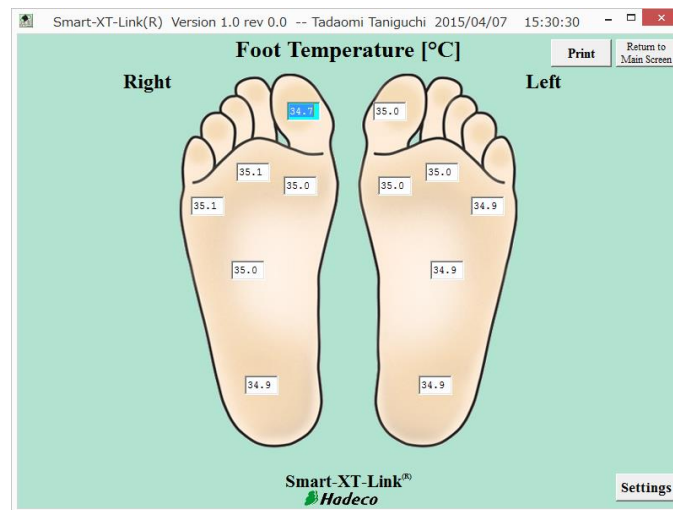 Smart-XT-Link(R) Version 1.0 rev 0.0 -- Tadaomi Taniguchi 2015/04/07 15:30:30
Foot Temperature [°C]
Print
Return to
Main Screen
Right
Left
34.7
35.0
35.1
35.0
35.0
35.0
35.1
34.9
35.0
34.9
34.9
34.9
Smart-XT-Link(R)
Hadeco
Settings